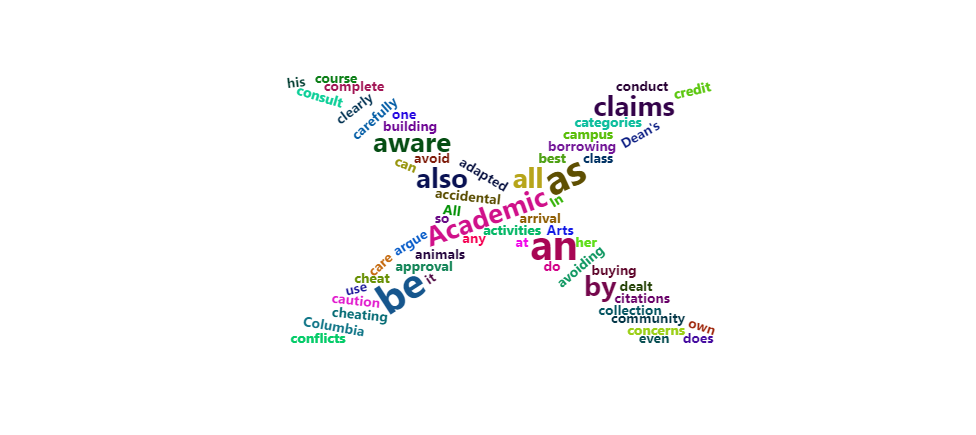 his course conduct
complete credit
consult
clearly claims
carefully one categories
building campus Dean's
aware borrowing
can avoid best class
adapted
also all as
accidental In
All Academic
so arrival
activities Arts
argue any at an her
animals
care approval do avoiding
cheat it buying
use be by dealt
caution citations
cheating collection
Columbia community own
concerns
conflicts even does